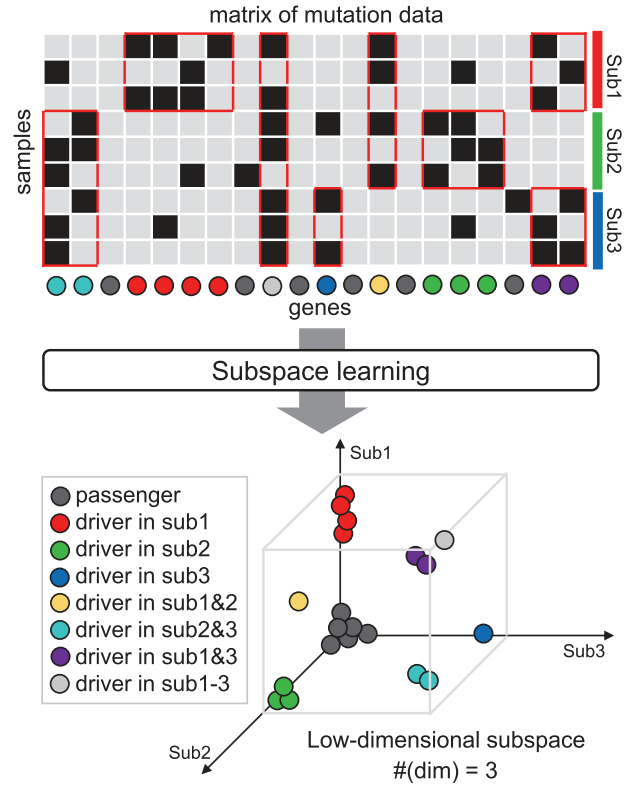 matrix of mutation data
samples
Sub1
Sub2
Sub3
genes
Subspace learning
passenger
driver in sub1
driver in sub2
driver in sub3
driver in sub1&2
driver in sub2&3
driver in sub1&3
driver in sub1-3
Sub1
Sub3
Sub2
Low-dimensional subspace
#(dim) = 3